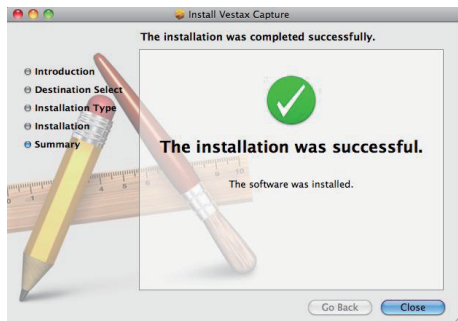 Install Vestax Capture
The installation was completed successfully.
Introduction
Destination Select
Installation Type
Installation
Summary
The installation was successful.
The software was installed.
Go Back
Close